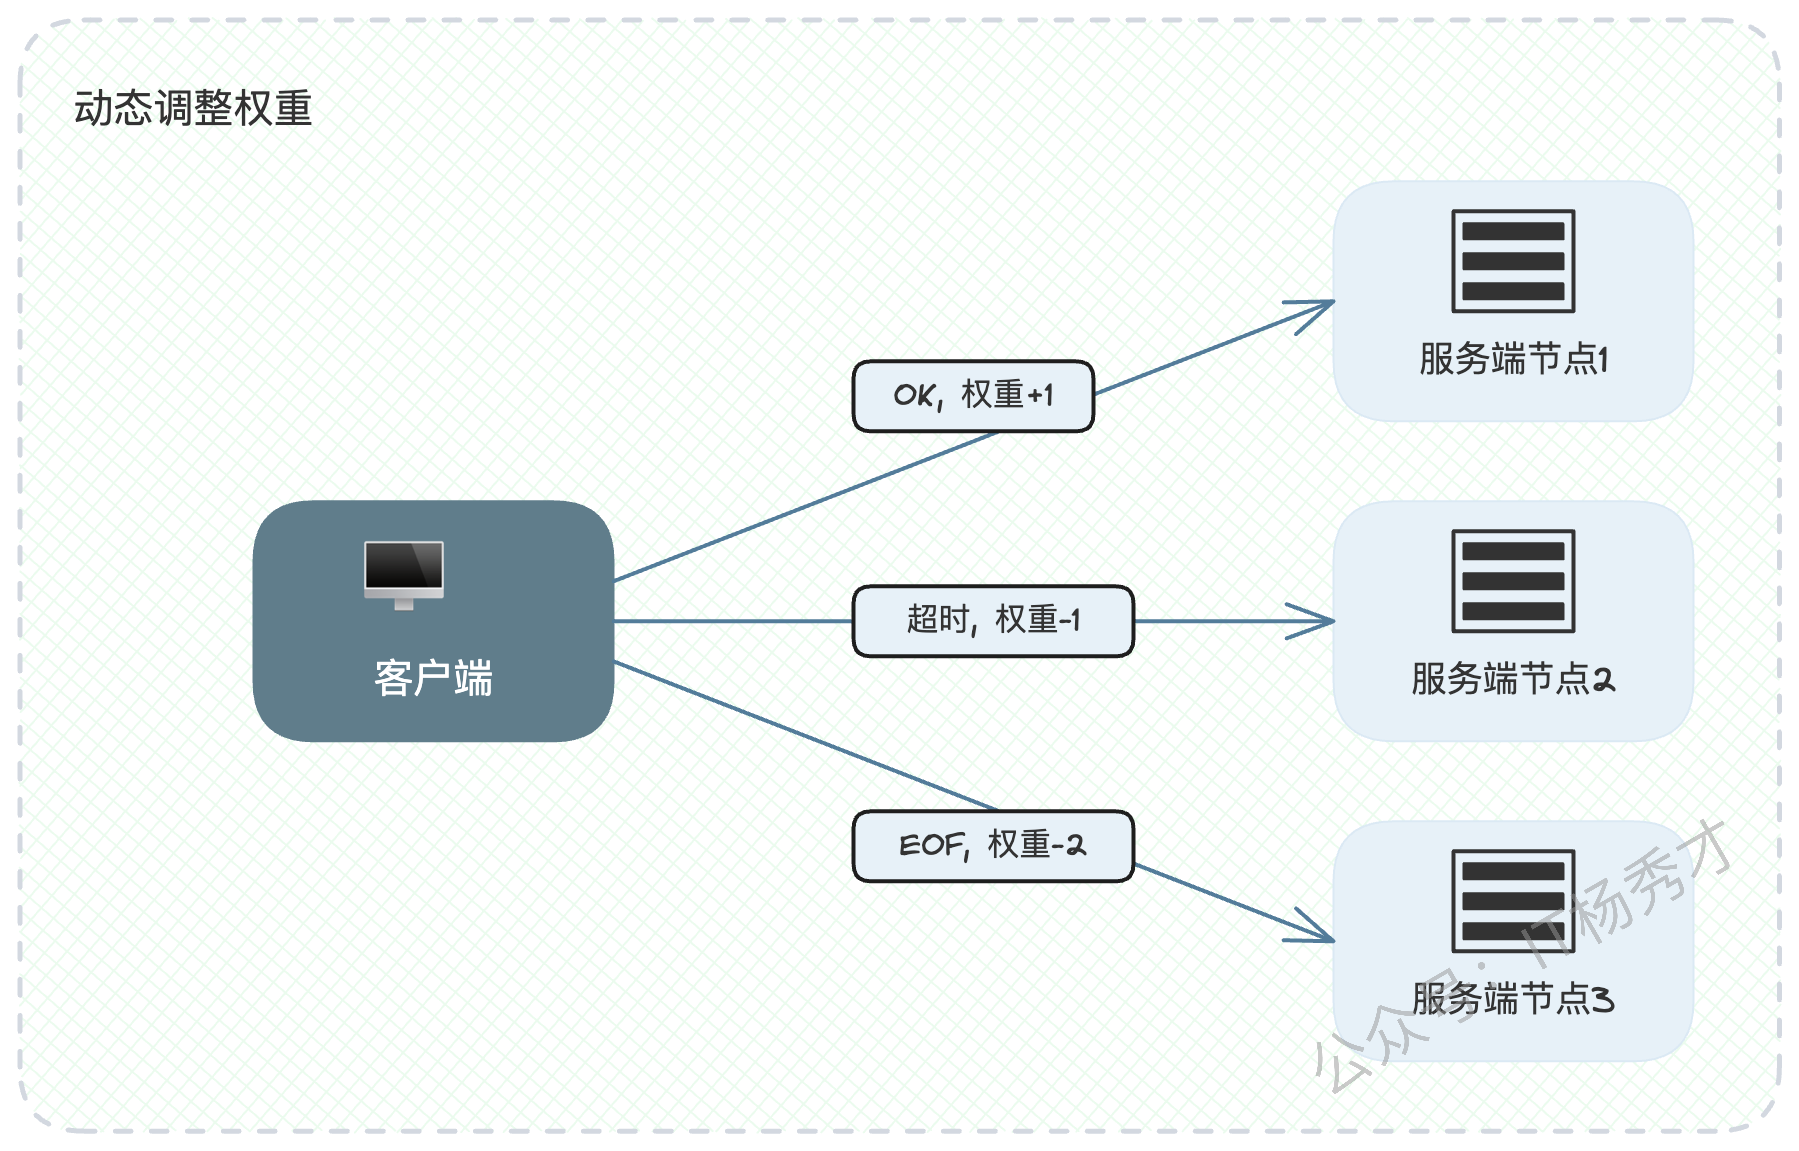 动态调整权重
服务端节点1
OK, 权重+1
客户端
超时, 权重-1
服务端节点2
EOF, 权重-2
服务端节点3
公众号: IT杨秀才